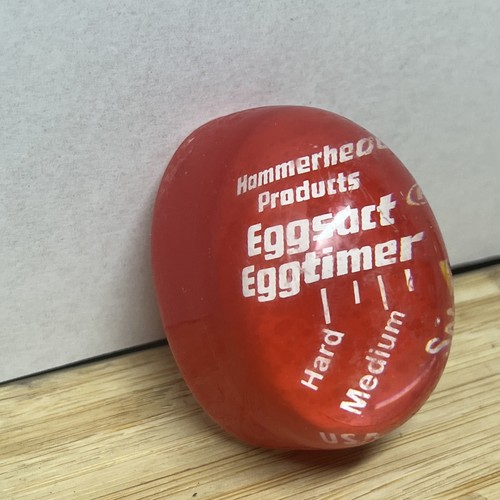 Hammerhead
Products
Eggsact
Eggtimer
Hard
Medium
USA